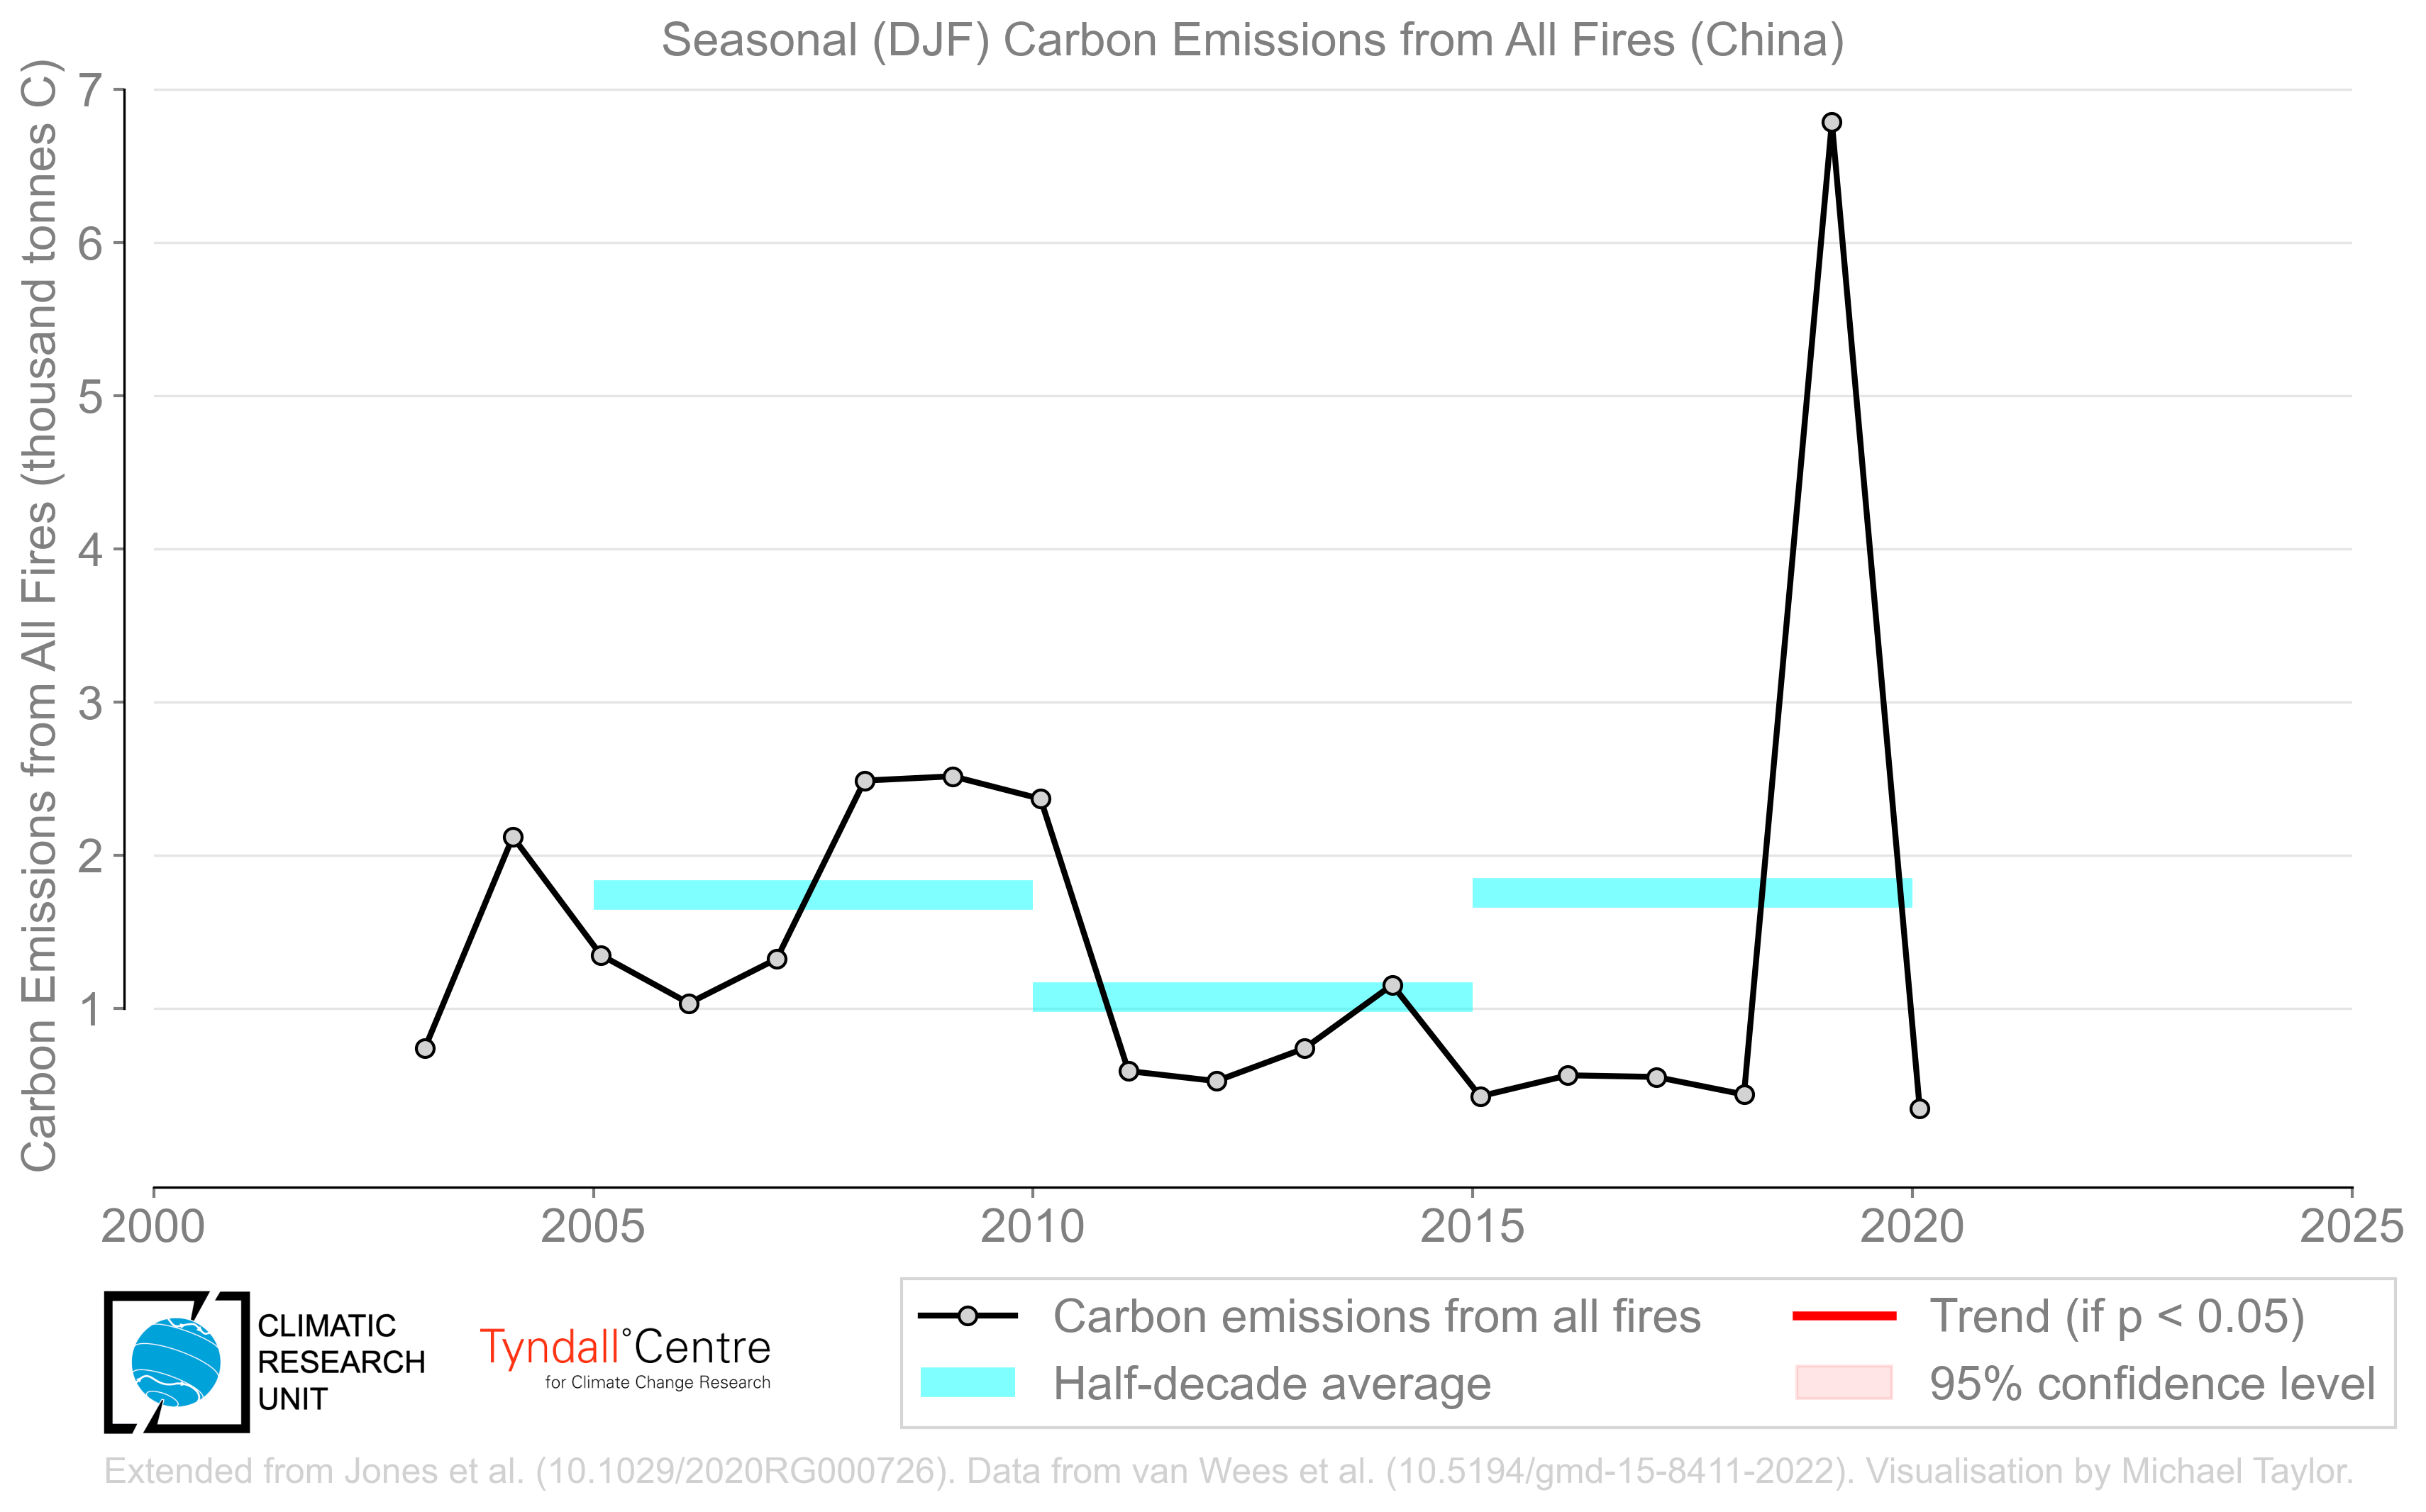 Seasonal (DJF) Carbon Emissions from All Fires (China)
Carbon Emissions from All Fires (thousand tonnes C)
7
6
5
4
3
2
1
2000 2005 2010 2015 2020 2025
CLIMATIC
RESEARCH
UNIT
Tyndall°Centre
for Climate Change Research
Carbon emissions from all fires
Half-decade average
Trend (if p < 0.05)
95% confidence level
Extended from Jones et al. (10.1029/2020RG000726). Data from van Wees et al. (10.5194/gmd-15-8411-2022). Visualisation by Michael Taylor.